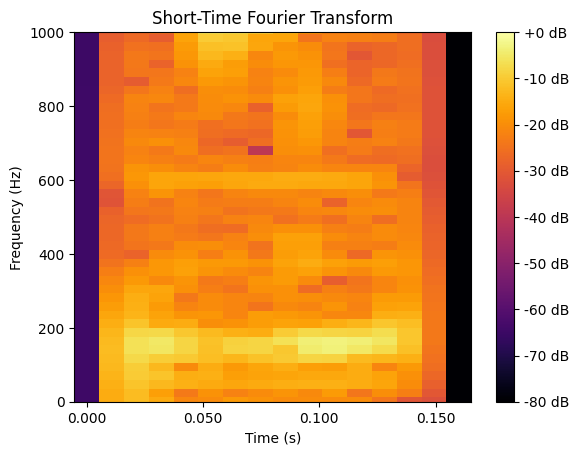 Short-Time Fourier Transform
Frequency (Hz)
1000
800
600
400
200
0
0.000 0.050 0.100 0.150
Time (s)
+0 dB
-10 dB
-20 dB
-30 dB
-40 dB
-50 dB
-60 dB
-70 dB
-80 dB